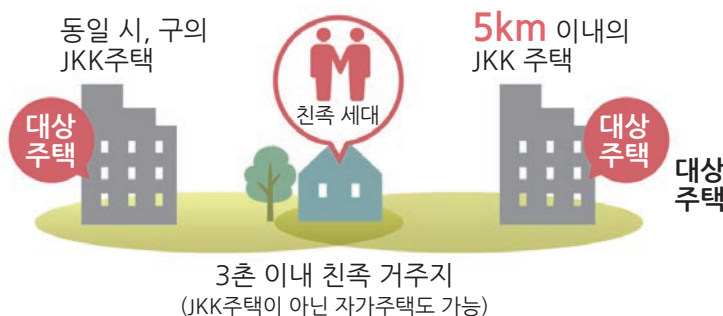 동일 시, 구의
JKK주택
대상
주택
친족 세대
5km 이내의
JKK 주택
대상
주택
대상
주택
3촌 이내 친족 거주지
(JKK주택이 아닌 자가주택도 가능)